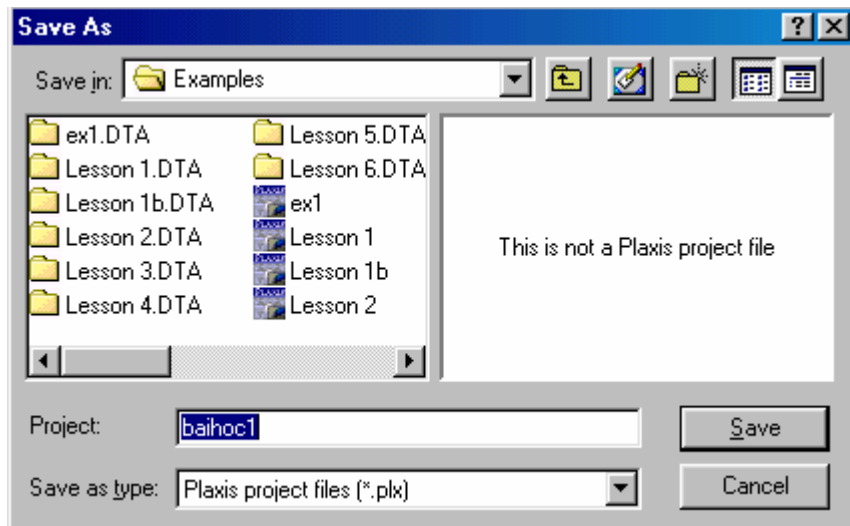 Save As
Save in: Examples
ex1.DTA
Lesson 1.DTA
Lesson 1b.DTA
Lesson 2.DTA
Lesson 3.DTA
Lesson 4.DTA
Lesson 5.DTA
Lesson 6.DTA
ex1
Lesson 1
Lesson 1b
Lesson 2
This is not a Plaxis project file
Project: baihoc1
Save
Save as type: Plaxis project files (*.plx)
Cancel